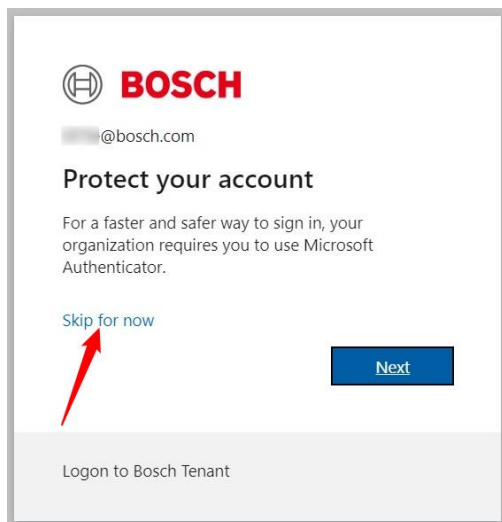 BOSCH
@bosch.com
Protect your account
For a faster and safer way to sign in, your
organization requires you to use Microsoft
Authenticator.
Skip for now
Next
Logon to Bosch Tenant